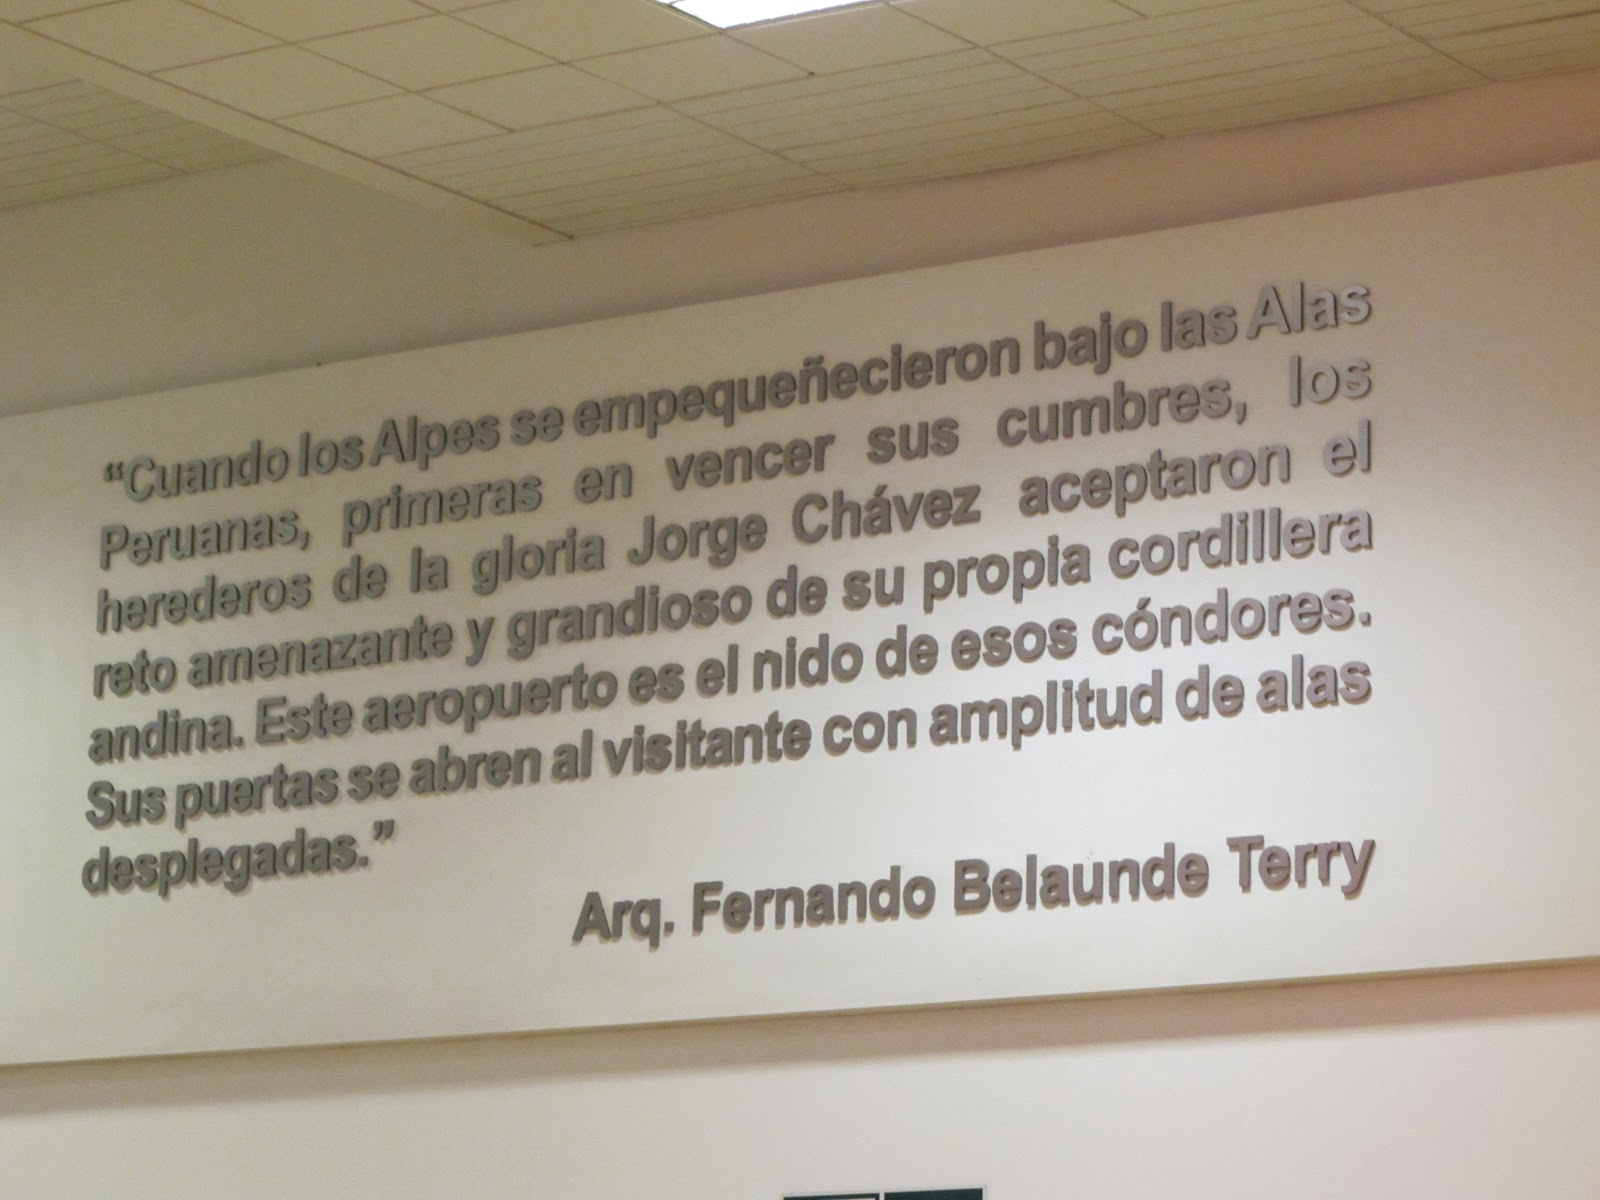 “Cuando los Alpes se empequeñecieron bajo las Alas
Peruanas, primeras en vencer sus cumbres, los
herederos de la gloria Jorge Chávez aceptaron el
reto amenazante y grandioso de su propia cordillera
andina. Este aeropuerto es el nido de esos cóndores.
Sus puertas se abren al visitante con amplitud de alas
desplegadas.”
Arq. Fernando Belaunde Terry